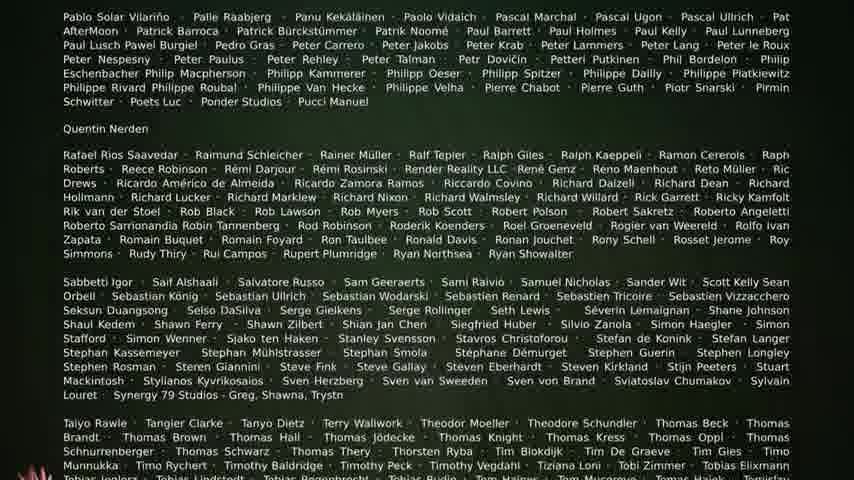 Pablo Solar Vilariño · Palle Raabjerg · Panu Kekäläinen · Paolo Vidaich · Pascal Marchal · Pascal Ugon · Pascal Ullrich · Pat
AfterMoon · Patrick Barroca · Patrick Bürckstümmer · Patrik Noomé · Paul Barrett · Paul Holmes · Paul Kelly · Paul Lunneberg
Paul Lusch Pawel Burgiel · Pedro Gras · Peter Carrero · Peter Jakobs · Peter Krab · Peter Lammers · Peter Lang · Peter le Roux
Peter Nespesny · Peter Paulus · Peter Rehley · Peter Talman · Petr Dovičín · Petteri Putkinen · Phil Bordelon · Philip
Eschenbacher Philip Macpherson · Philipp Kammerer · Philipp Oeser · Philipp Spitzer · Philippe Dailly · Philippe Piatkiewitz
Philippe Rivard Philippe Roubal · Philippe Van Hecke · Philippe Velha · Pierre Chabot · Pierre Guth · Piotr Snarski · Pirmin
Schwitter · Poets Luc · Ponder Studios · Pucci Manuel
Quentin Nerden
Rafael Rios Saavedar · Raimund Schleicher · Rainer Müller · Ralf Tepler · Ralph Giles · Ralph Kaeppeli · Ramon Cererols · Raph
Roberts · Reece Robinson · Rémi Darjour · Rémi Rosinski · Render Reality LLC · René Genz · Réno Maenhout · Reto Müller · Ric
Drews · Ricardo Américo de Almeida · Ricardo Zamora Ramos · Riccardo Covino · Richard Dalzell · Richard Dean · Richard
Hollmann · Richard Lucker · Richard Marklew · Richard Nixon · Richard Walmsley · Richard Willard · Rick Garrett · Ricky Kamfolt
Rik van der Stoel · Rob Black · Rob Lawson · Rob Myers · Rob Scott · Robert Polson · Robert Sakretz · Roberto Angeletti
Roberto Sarrionandia Robin Tannenberg · Rod Robinson · Roderik Koenders · Roel Groeneveld · Rogier van Weereld · Rolfo Ivan
Zapata · Romain Buquet · Romain Foyard · Ron Taulbee · Ronald Davis · Ronan Jouchet · Rony Schell · Rosset Jerome · Roy
Simmons · Rudy Thiry · Rui Campos · Rupert Plumridge · Ryan Northsea · Ryan Showalter
Sabbetti Igor · Saif Alshaali · Salvatore Russo · Sam Geeraerts · Sami Raivio · Samuel Nicholas · Sander Wit · Scott Kelly Sean
Orbell · Sebastian König · Sebastian Ullrich · Sebastian Wodarski · Sebastien Renard · Sebastien Tricoire · Sebastien Vizzacchero
Seksun Duangsong · Selso DaSilva · Serge Gielkens · Serge Rollinger · Seth Lewis · Séverin Lemaignan · Shane Johnson
Shaul Kedem · Shawn Ferry · Shawn Zilbert · Shian Jan Chen · Siegfried Huber · Silvio Zanola · Simon Haegler · Simon
Stafford · Simon Wenner · Sjako ten Haken · Stanley Svensson · Stavros Christoforou · Stefan de Konink · Stefan Langer
Stephan Kassemeyer · Stephan Mühlstrasser · Stephan Smola · Stéphane Démurget · Stephen Guerin · Stephen Longley
Stephen Rosman · Steren Giannini · Steve Fink · Steve Gallay · Steven Eberhardt · Steven Kirkland · Stijn Peeters · Stuart
Mackintosh · Stylianos Kyvrikosaios · Sven Herzberg · Sven van Sweeden · Sven von Brand · Sviatoslav Chumakov · Sylvain
Louret · Synergy 79 Studios - Greg, Shawna, Trystn
Taiyo Rawle · Tangier Clarke · Tanyo Dietz · Terry Wallwork · Theodor Moeller · Theodore Schundler · Thomas Beck · Thomas
Brandt · Thomas Brown · Thomas Hall · Thomas Jödecke · Thomas Knight · Thomas Kress · Thomas Oppl · Thomas
Schnurrenberger · Thomas Schwarz · Thomas Thery · Thorsten Ryba · Tim Blokdijk · Tim De Graeve · Tim Gies · Timo
Munnukka · Timo Rychert · Timothy Baldridge · Timothy Peck · Timothy Vegdahl · Tiziana Loni · Tobi Zimmer · Tobias Elixmann